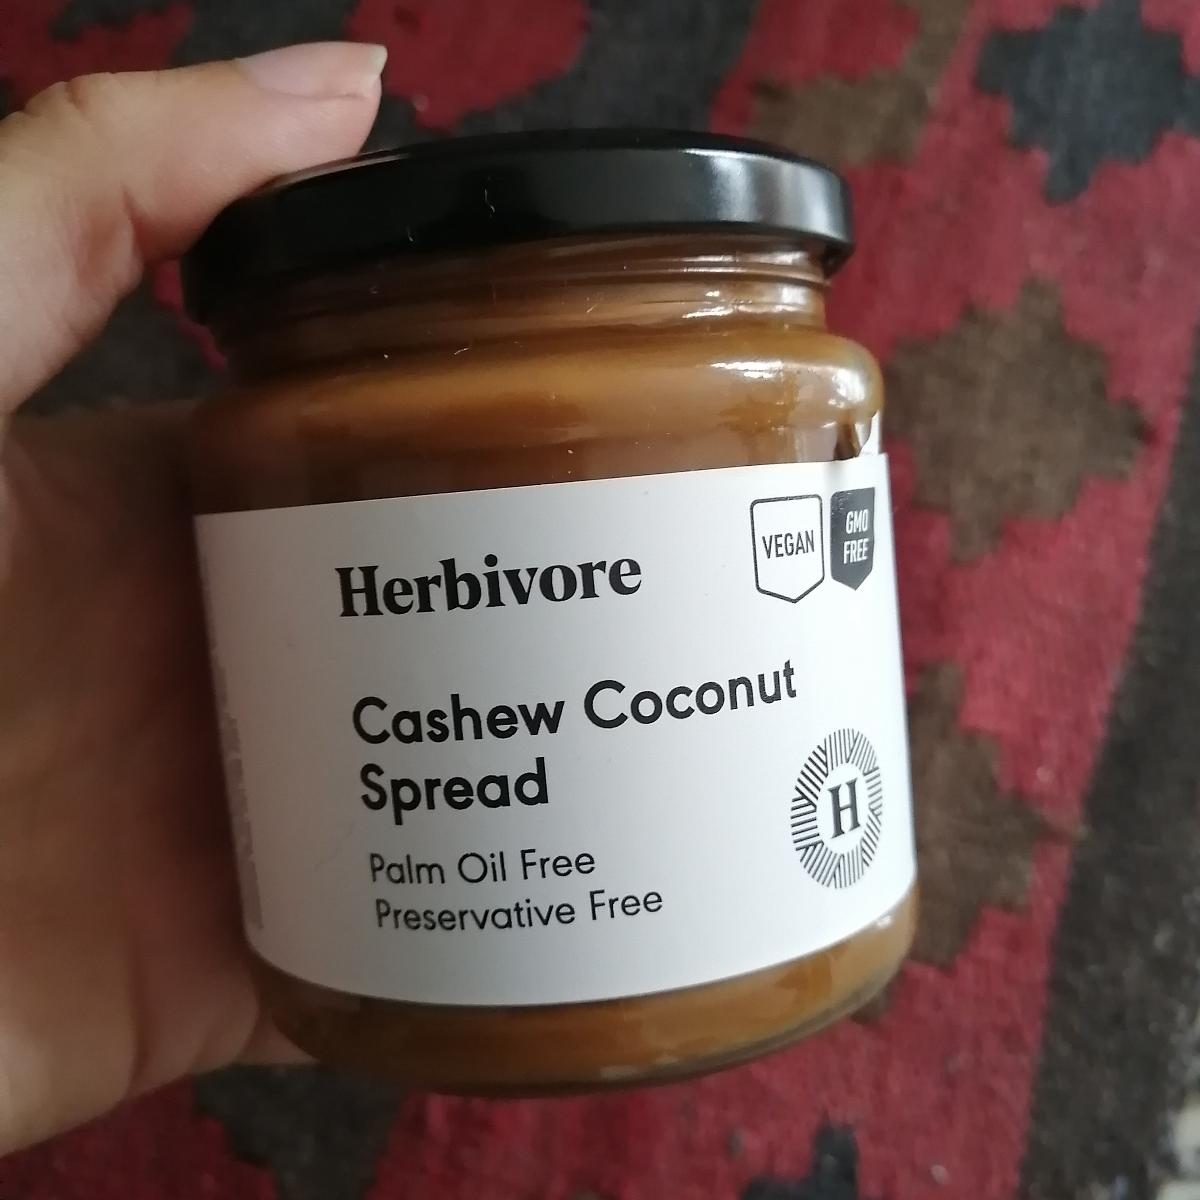 VEGAN
GMO
FREE
Herbivore
Cashew Coconut
Spread
H
Palm Oil Free
Preservative Free